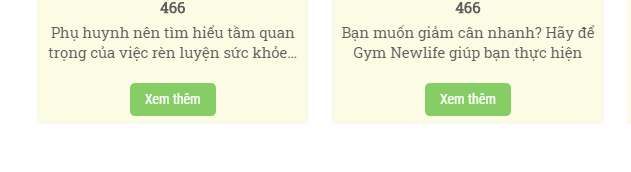 466
Phụ huynh nên tìm hiểu tầm quan
trọng của việc rèn luyện sức khỏe...
Xem thêm
466
Bạn muốn giảm cân nhanh? Hãy để
Gym Newlife giúp bạn thực hiện
Xem thêm